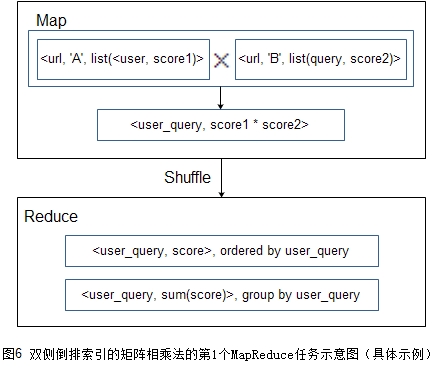 Map
<url, 'A', list(<user, score1)> × <url, 'B', list(query, score2)>
<user_query, score1 * score2>
Shuffle
Reduce
<user_query, score>, ordered by user_query
<user_query, sum(score)>, group by user_query
图6 双侧倒排索引的矩阵相乘法的第1个MapReduce任务示意图（具体示例）